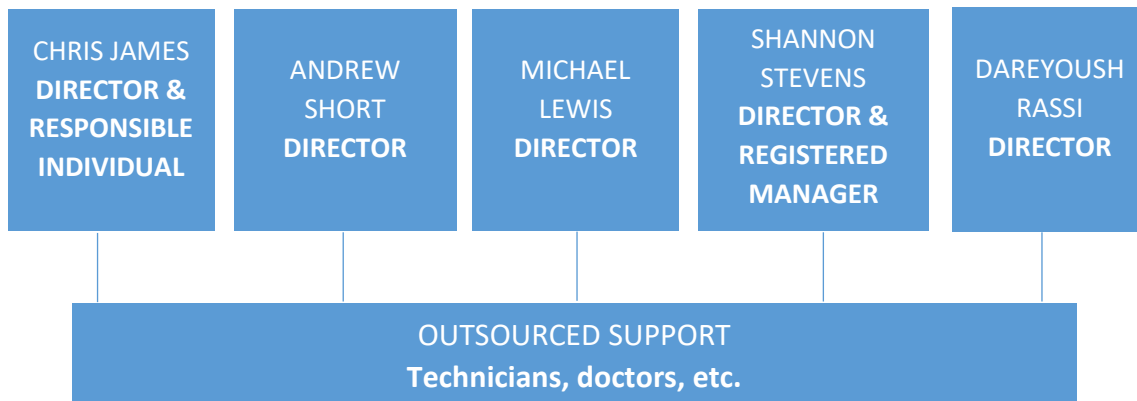 CHRIS JAMES
DIRECTOR &
RESPONSIBLE
INDIVIDUAL
ANDREW
SHORT
DIRECTOR
MICHAEL
LEWIS
DIRECTOR
SHANNON
STEVENS
DIRECTOR &
REGISTERED
MANAGER
DAREYOUSH
RASSI
DIRECTOR
OUTSOURCED SUPPORT
Technicians, doctors, etc.